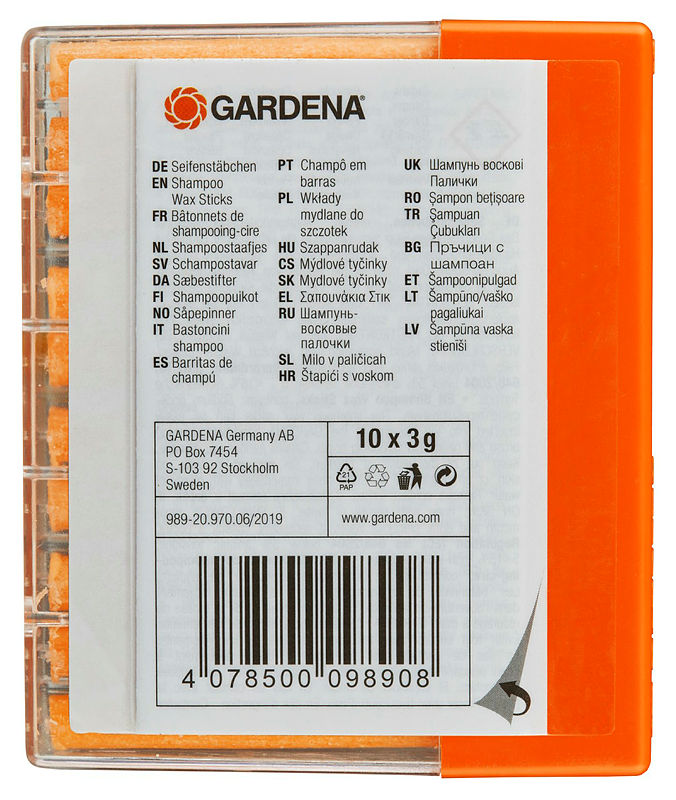 GARDENA®
DE Seifenstäbchen
EN Shampoo
Wax Sticks
FR Bâtonnets de
shampooing-cire
NL Shampoostaafjes
SV Schampostavar
DA Sæbestifter
FI Shampoopuikot
NO Såpepinner
IT Bastoncini
shampoo
ES Barritas de
champú
PT Champô em
barras
PL Wkłady
mydlane do
szczotek
HU Szappanrudak
CS Mýdlové tyčinky
SK Mydlové tyčinky
EL Σαπουνάκια Στικ
RU Шампунь-
восковые
палочки
SL Milo v paličicah
HR Štapići s voskom
UK Шампунь воскові
Палички
RO Șampon bețișoare
TR Şampuan
Çubukları
BG Пръчици с
шампоан
ET Šampoonipulgad
LT Šampūno/vaško
pagaliukai
LV Šampūna vaska
stienīši
GARDENA Germany AB
PO Box 7454
S-103 92 Stockholm
Sweden
10 x 3 g
21
PAP
989-20.970.06/2019
www.gardena.com
4 078500 098908